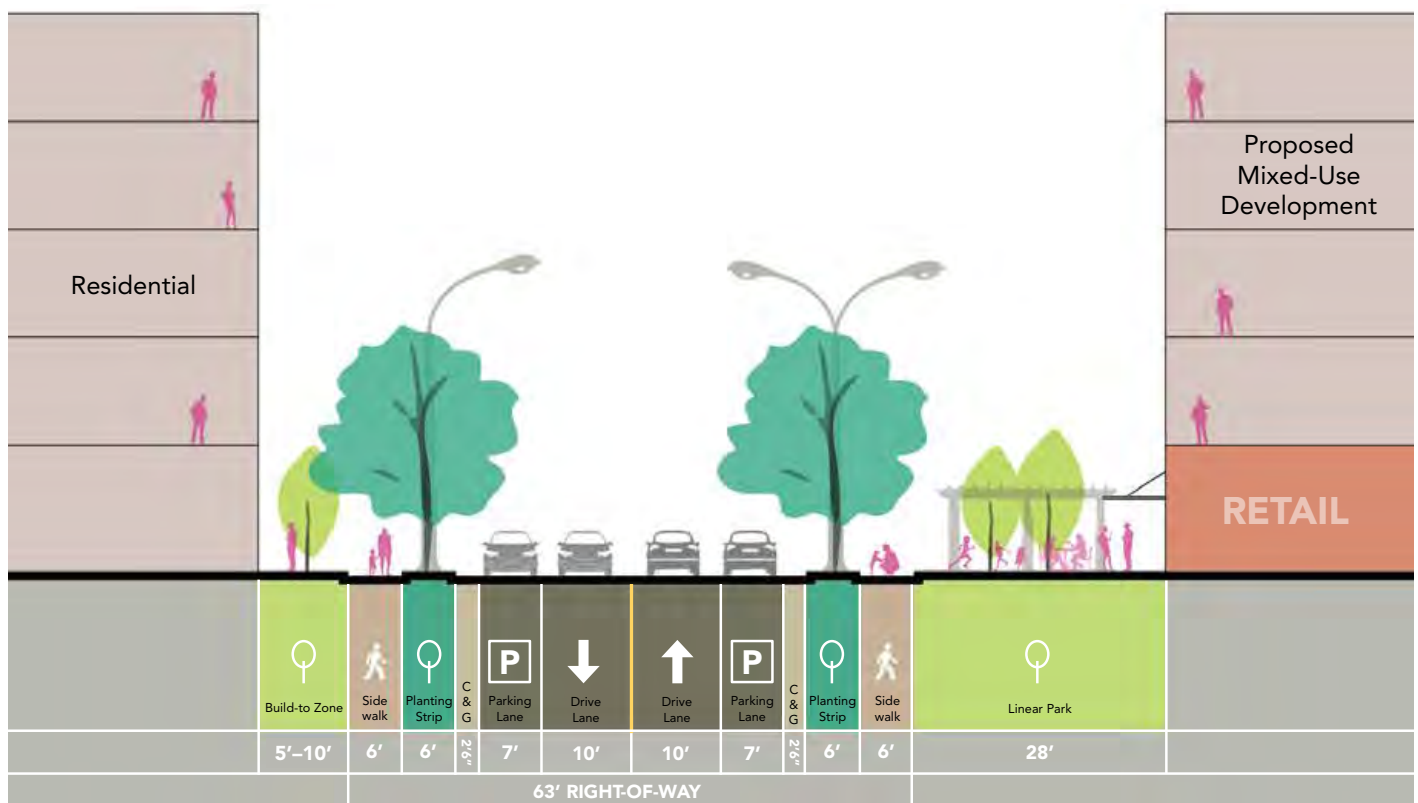 Proposed
Mixed-Use
Development
Residential
RETAIL
P
P
Build-to Zone
Side
walk
Planting
Strip
C
&
G
Parking
Lane
Drive
Lane
Drive
Lane
Parking
Lane
C
&
G
Planting
Strip
Side
walk
Linear Park
5’–10’
6’
6’
2’6”
7’
10’
10’
7’
2’6”
6’
6’
28’
63’ RIGHT-OF-WAY